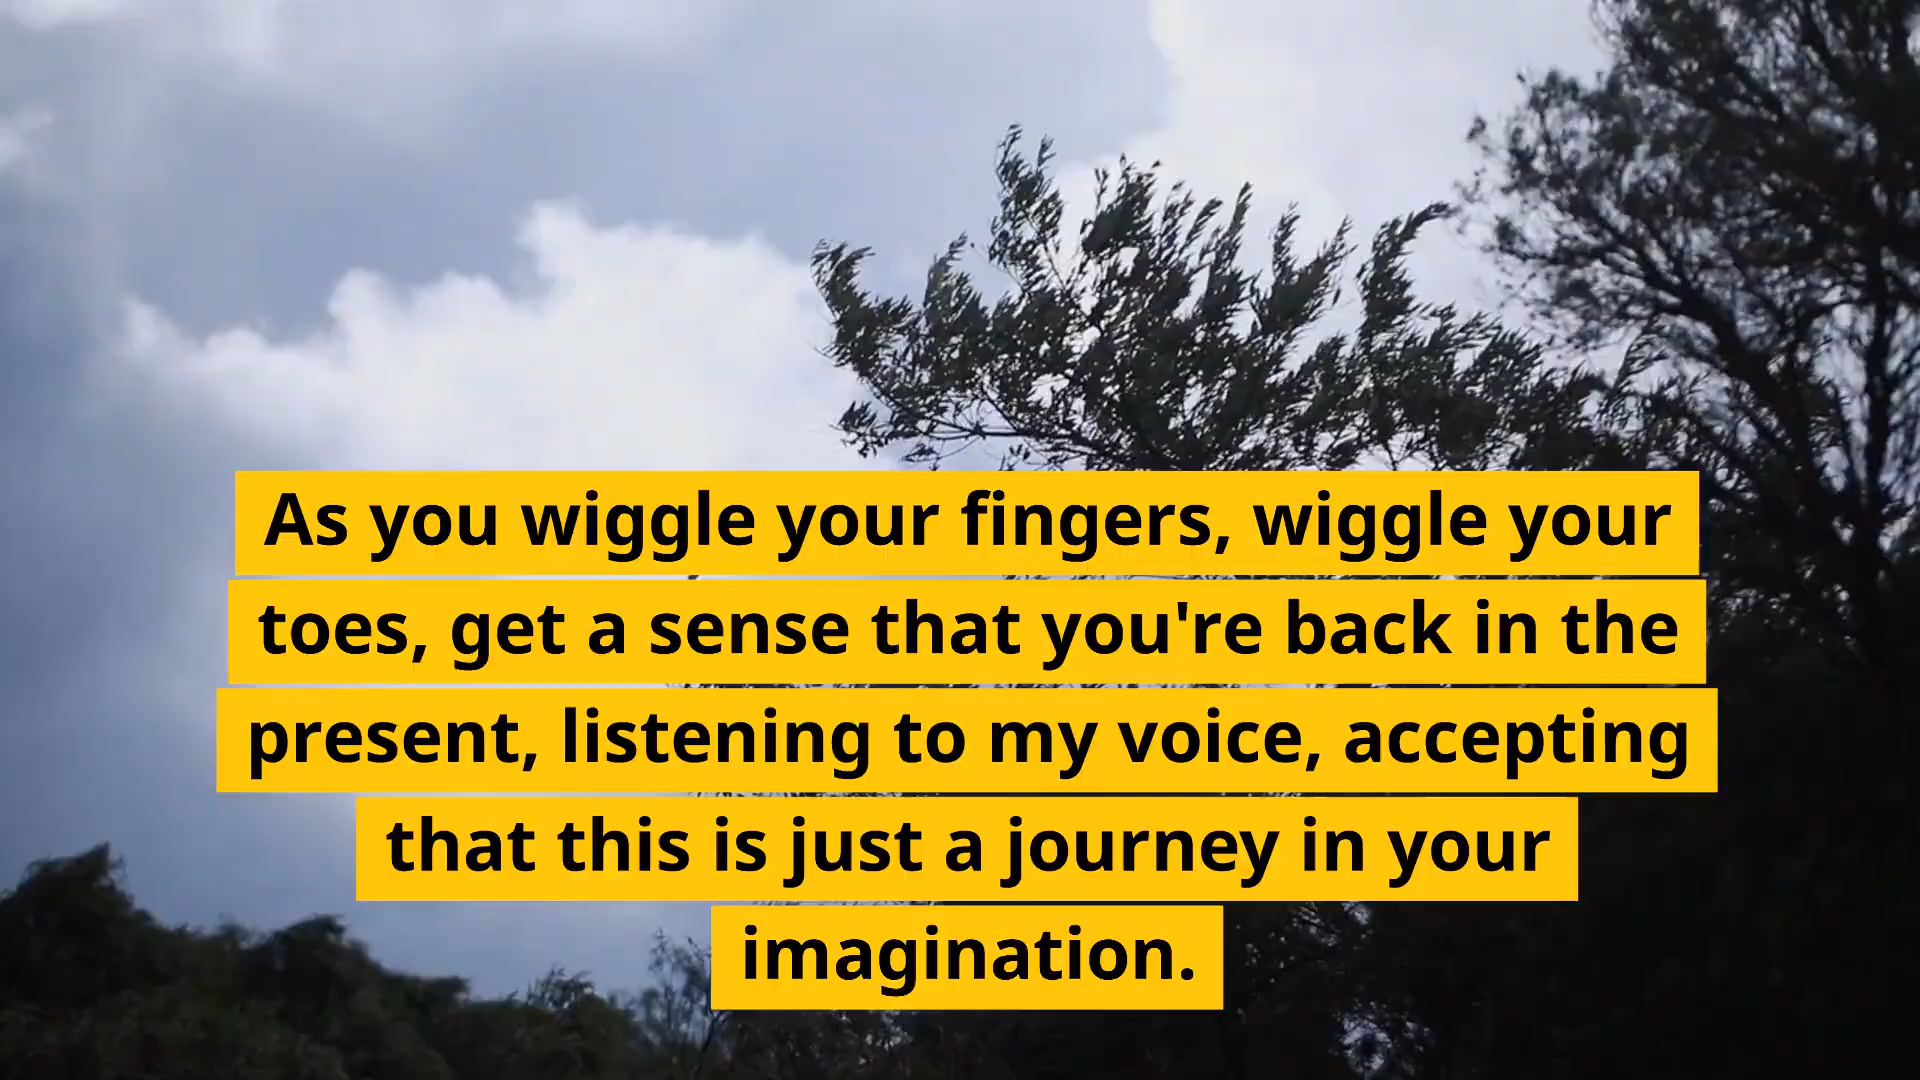 As you wiggle your fingers, wiggle your
toes, get a sense that you're back in the
present, listening to my voice, accepting
that this is just a journey in your
imagination.